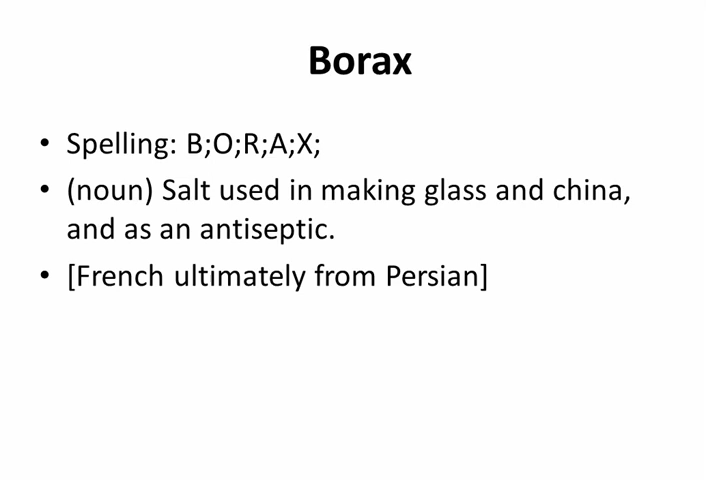 Borax
• Spelling: B;O;R;A;X;
• (noun) Salt used in making glass and china,
and as an antiseptic.
• [French ultimately from Persian]